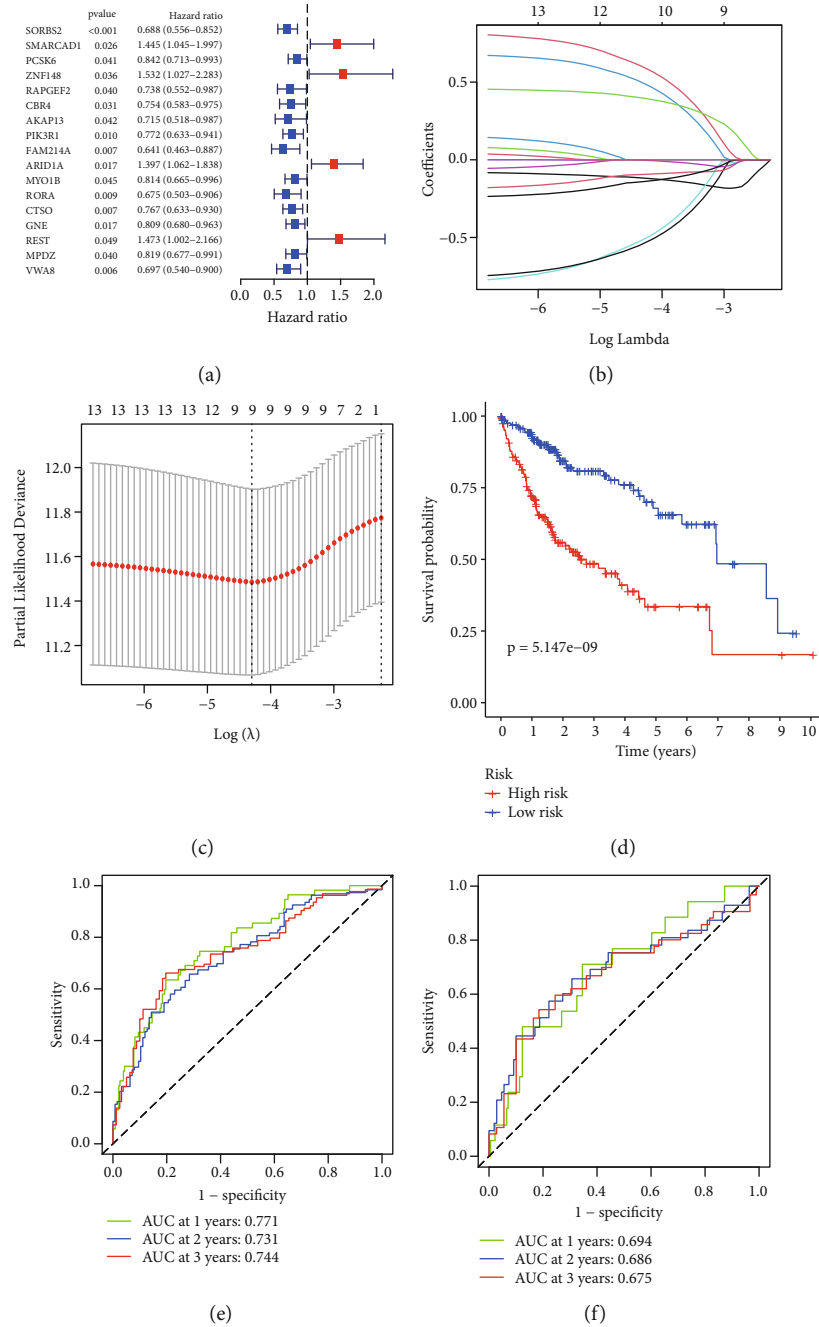 pvalue Hazard ratio
SORBS2 <0.001 0.688 (0.556–0.852)
SMARCAD1 0.026 1.445 (1.045–1.997)
PCSK6 0.041 0.842 (0.713–0.993)
ZNF148 0.036 1.532 (1.027–2.283)
RAPGEF2 0.040 0.738 (0.552–0.987)
CBR4 0.031 0.754 (0.583–0.975)
AKAP13 0.042 0.715 (0.518–0.987)
PIK3R1 0.010 0.772 (0.633–0.941)
FAM214A 0.007 0.641 (0.463–0.887)
ARID1A 0.017 1.397 (1.062–1.838)
MYO1B 0.045 0.814 (0.665–0.996)
RORA 0.009 0.675 (0.503–0.906)
CTSO 0.007 0.767 (0.633–0.930)
GNE 0.017 0.809 (0.680–0.963)
REST 0.049 1.473 (1.002–2.166)
MPDZ 0.040 0.819 (0.677–0.991)
VWA8 0.006 0.697 (0.540–0.900)
0.0 0.5 1.0 1.5 2.0
Hazard ratio
(a)
13 12 11 10 9
Coefficients
0.5
0.0
−0.5
−6 −5 −4 −3
Log Lambda
(b)
13 13 13 13 13 12 9 9 9 9 9 7 2 1
Partial Likelihood Deviance
12.0
11.8
11.6
11.4
11.2
−6 −5 −4 −3
Log (λ)
(c)
Survival probability
1.00
0.75
0.50
0.25
0.00
p = 5.147e−09
0 1 2 3 4 5 6 7 8 9 10
Time (years)
Risk
High risk
Low risk
(d)
Sensitivity
1.0
0.8
0.6
0.4
0.2
0.0
0.0 0.2 0.4 0.6 0.8 1.0
1 − specificity
AUC at 1 years: 0.771
AUC at 2 years: 0.731
AUC at 3 years: 0.744
(e)
Sensitivity
1.0
0.8
0.6
0.4
0.2
0.0
0.0 0.2 0.4 0.6 0.8 1.0
1 − specificity
AUC at 1 years: 0.694
AUC at 2 years: 0.686
AUC at 3 years: 0.675
(f)